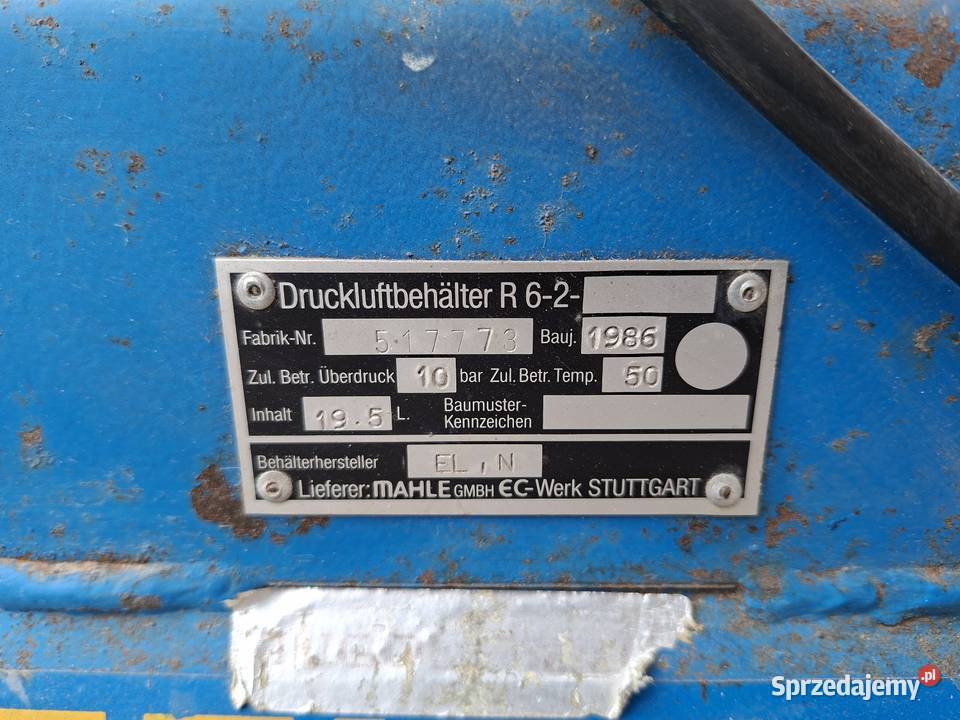 Druckluftbehälter R 6-2-
Fabrik-Nr. 517773 Bauj. 1986
Zul. Betr. Überdruck 10 bar Zul. Betr. Temp. 50
Inhalt 19.5 L. Baumuster-Kennzeichen
Behälterhersteller EL,N
Lieferer: MAHLE GMBH EC-Werk STUTTGART
Sprzedajemy.pl